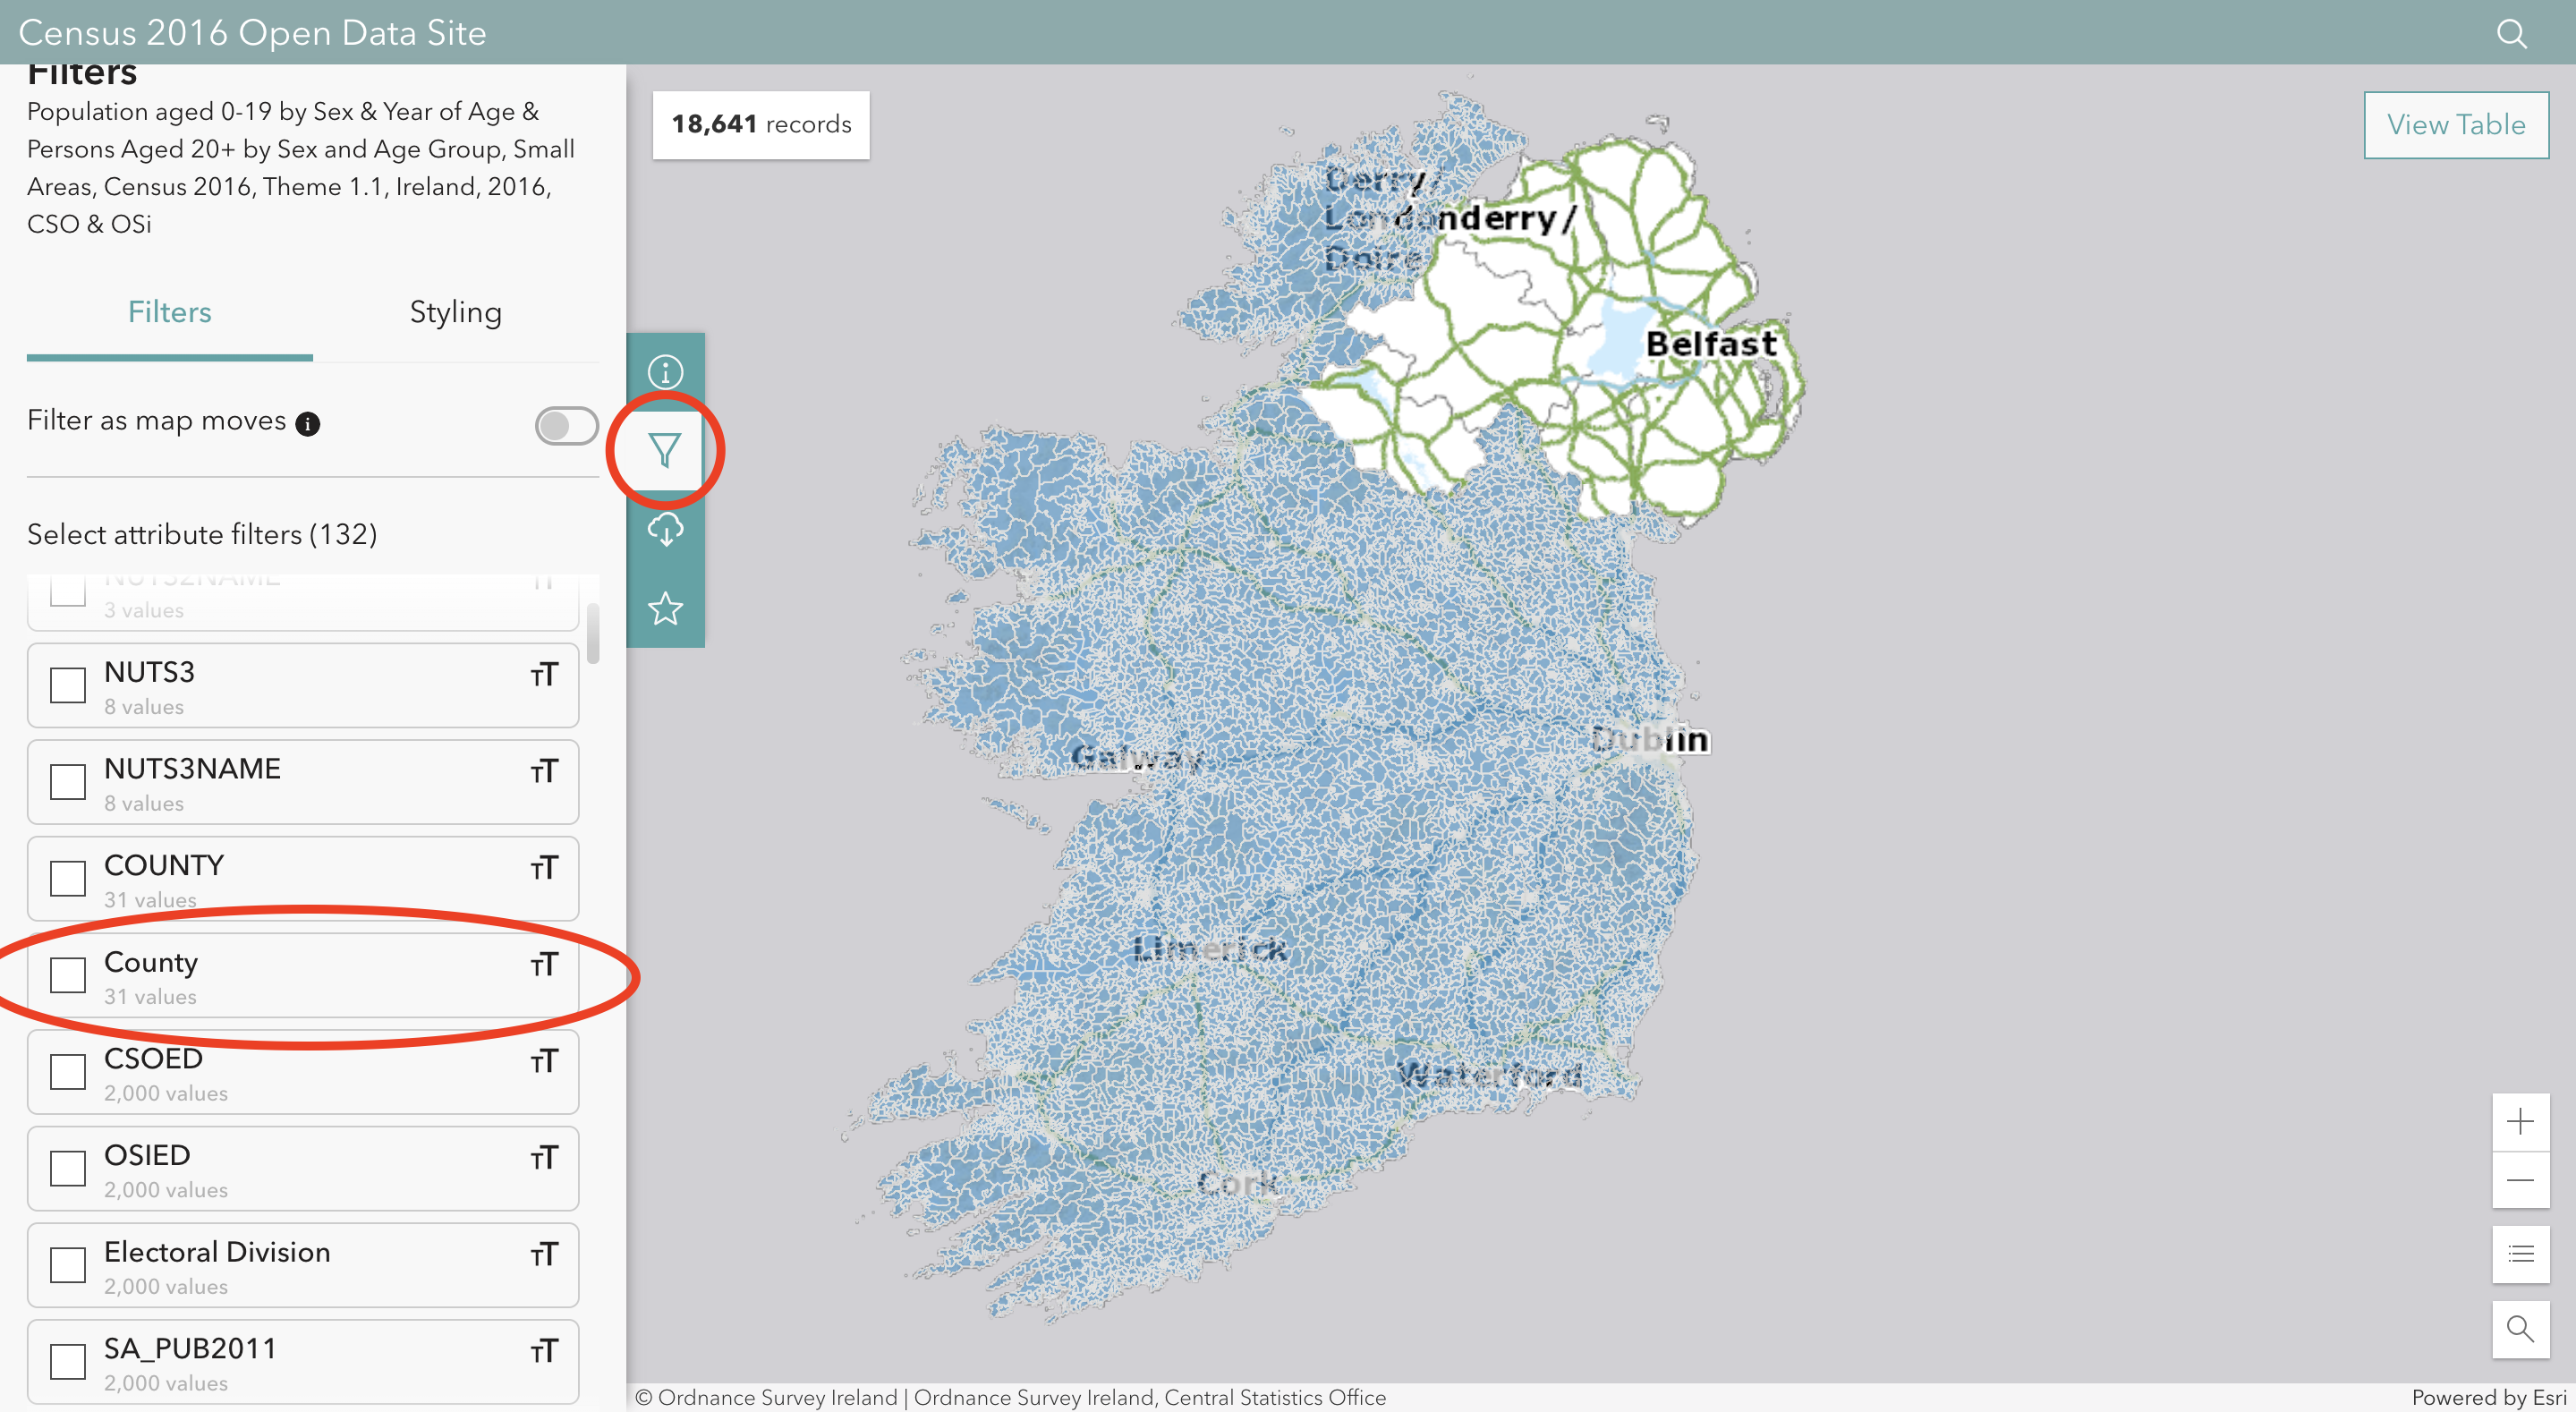 Census 2016 Open Data Site
Filters
Population aged 0-19 by Sex & Year of Age &
Persons Aged 20+ by Sex and Age Group, Small
Areas, Census 2016, Theme 1.1, Ireland, 2016,
CSO & OSi
Filters
Styling
Filter as map moves
Select attribute filters (132)
NUTS2NAME
3 values
NUTS3
8 values
NUTS3NAME
8 values
COUNTY
31 values
County
31 values
CSOED
2,000 values
OSIED
2,000 values
Electoral Division
2,000 values
SA_PUB2011
2,000 values
18,641 records
View Table
Derry/
Londonderry/
Doire
Belfast
Dublin
Galway
Limerick
Waterford
Cork
© Ordnance Survey Ireland | Ordnance Survey Ireland, Central Statistics Office
Powered by Esri